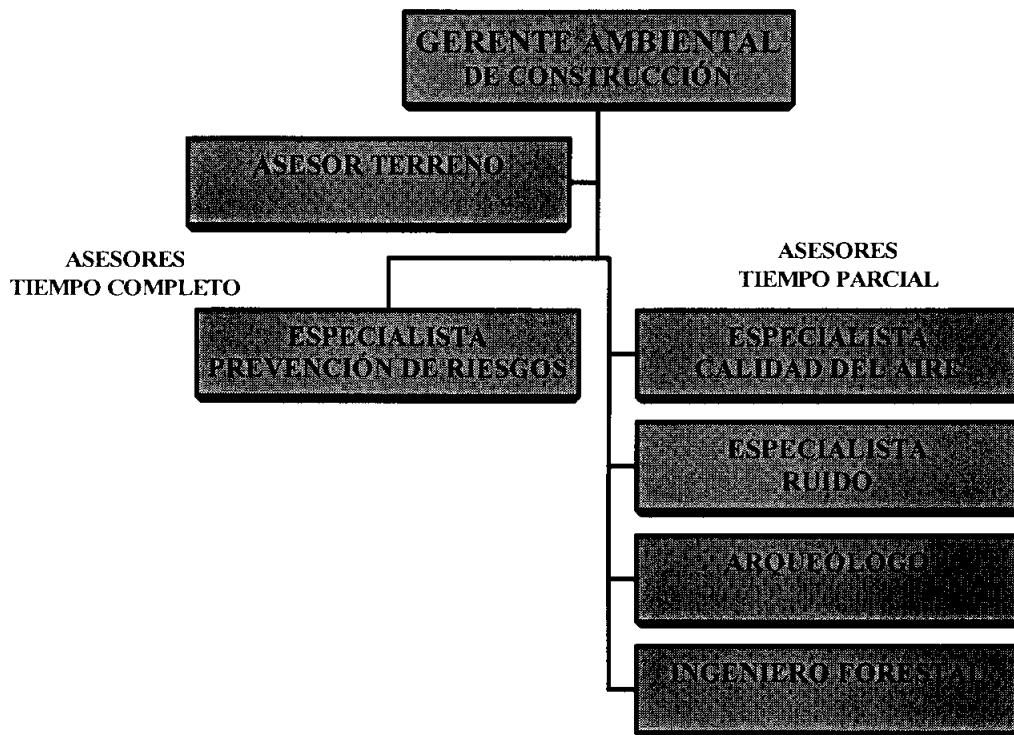 GERENTE AMBIENTAL
DE CONSTRUCCIÓN
ASESOR TERRENO
ASESORES
TIEMPO COMPLETO
ASESORES
TIEMPO PARCIAL
ESPECIALISTA
PREVENCIÓN DE RIESGOS
ESPECIALISTA
CALIDAD DEL AIRE
ESPECIALISTA
RUIDO
ARQUEÓLOGO
INGENIERO FORESTAL